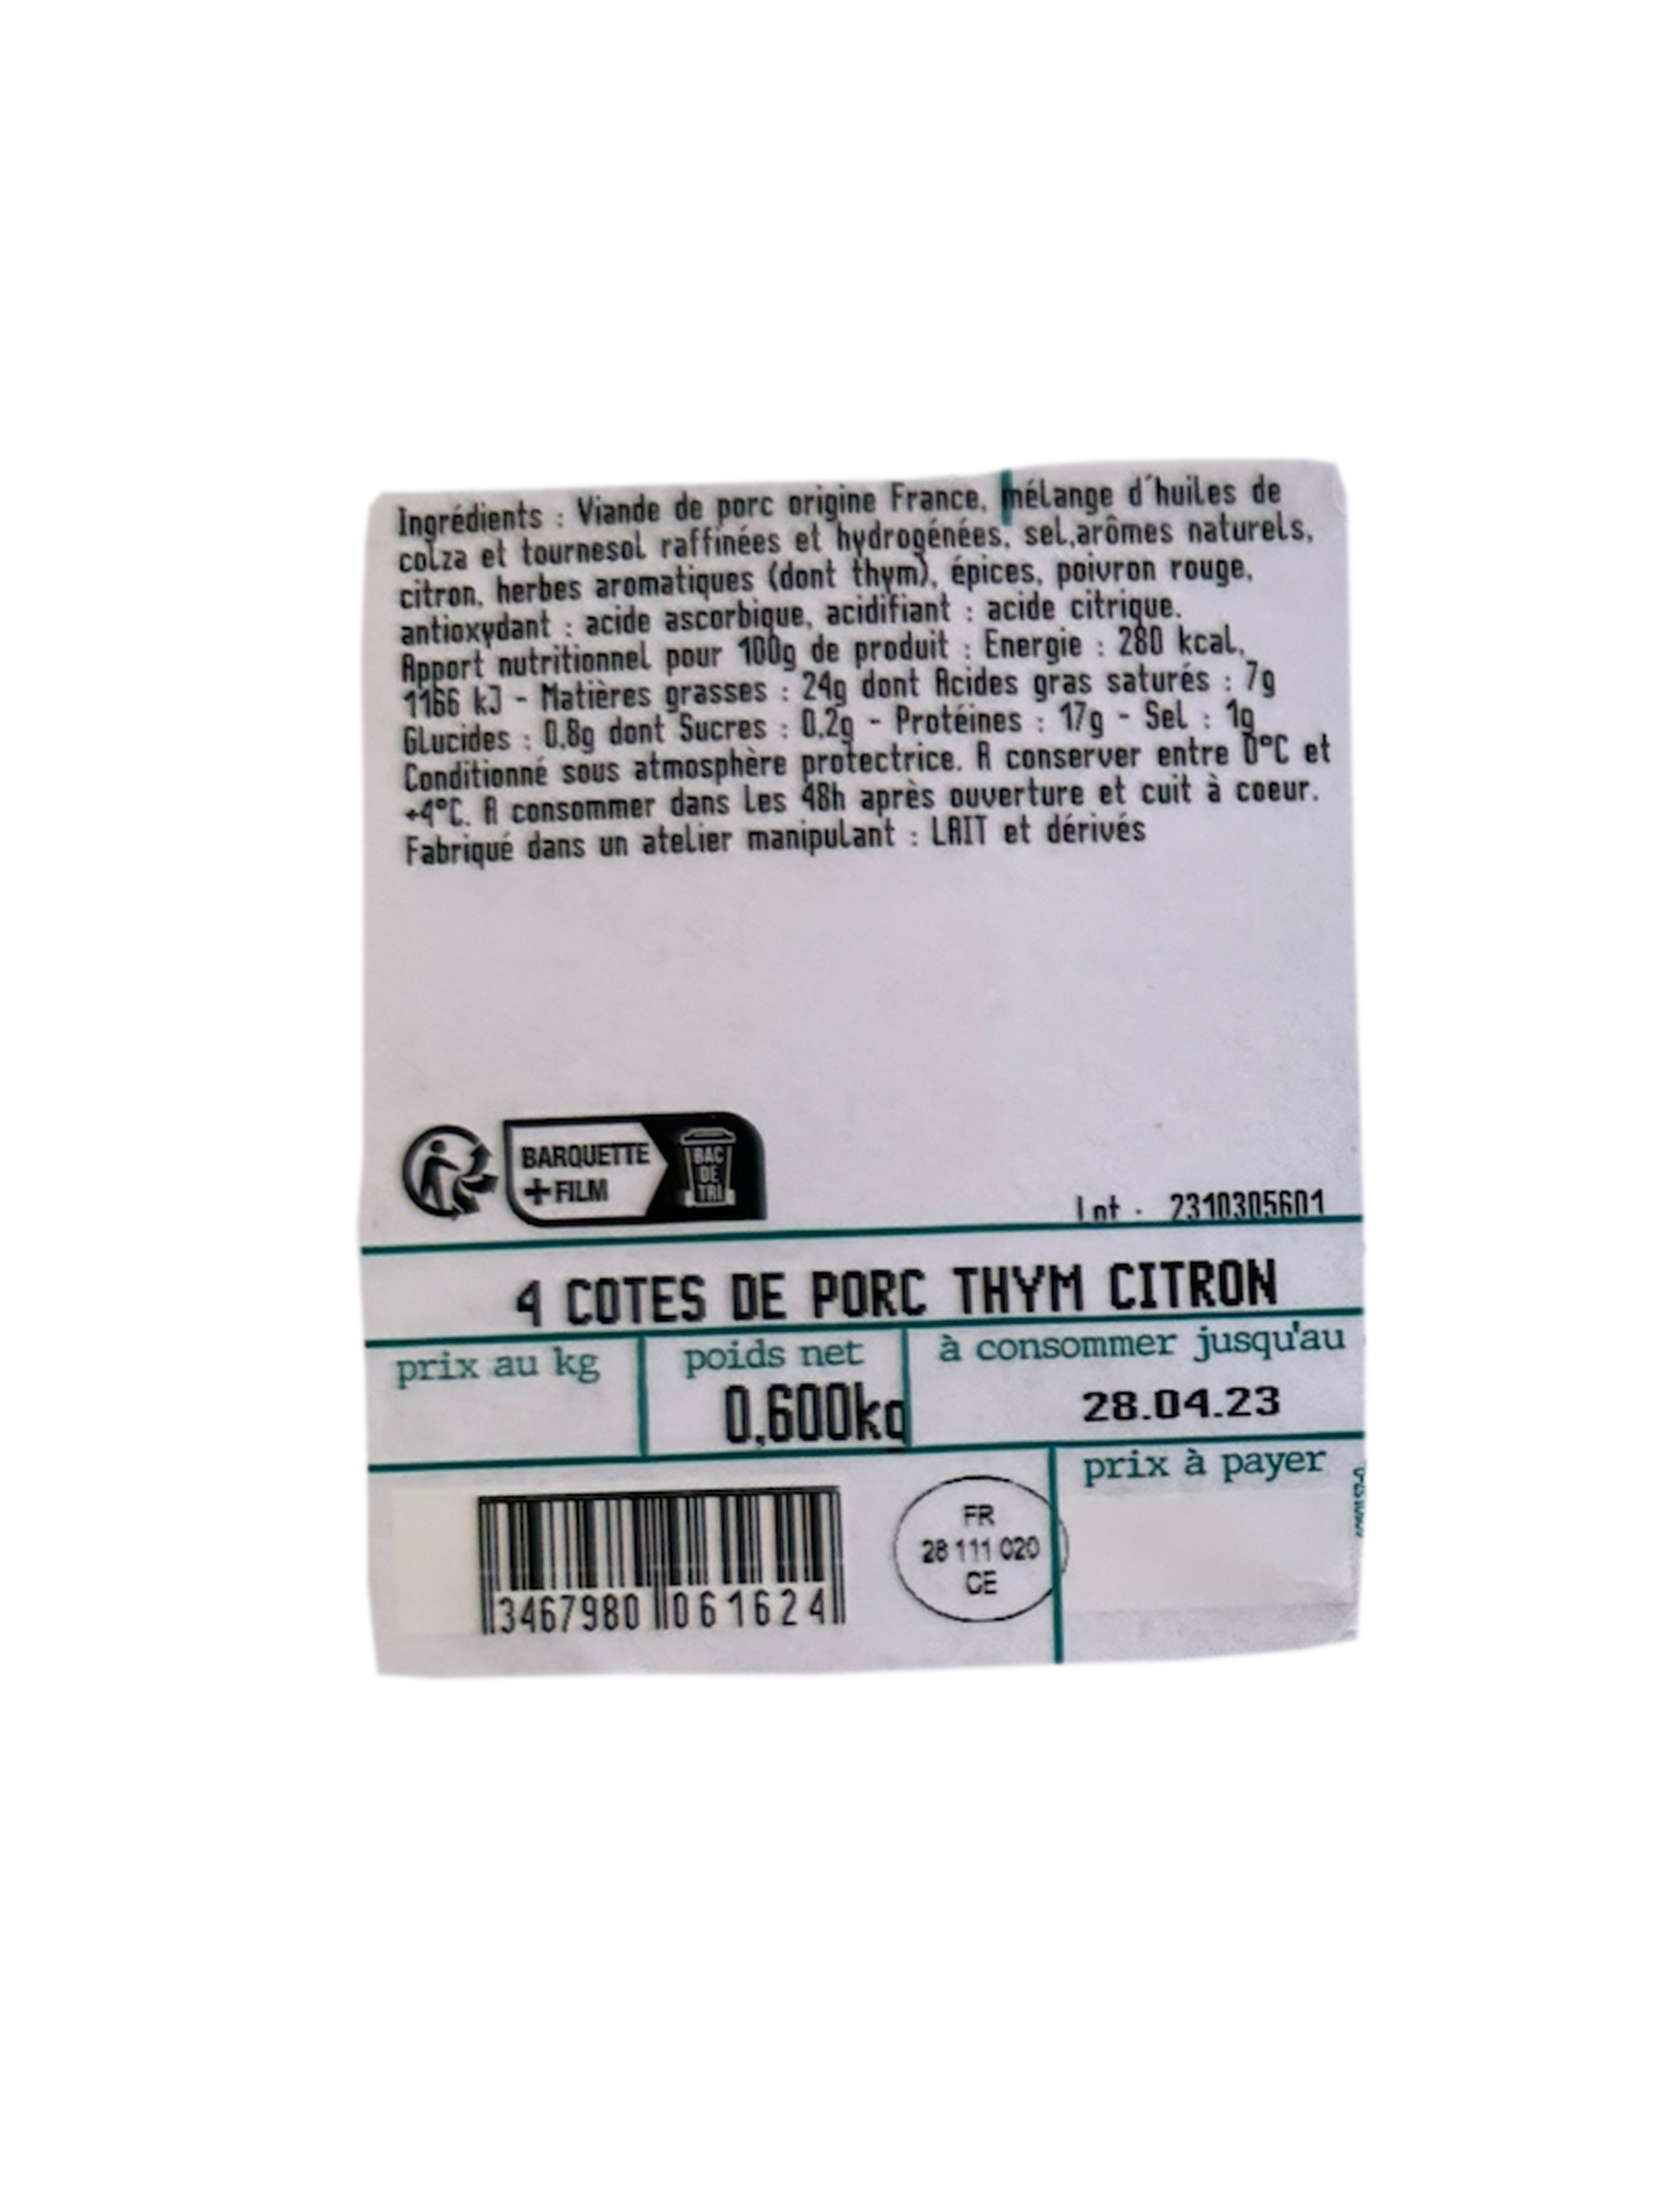 Ingrédients : Viande de porc origine France, mélange d'huiles de
colza et tournesol raffinées et hydrogénées, sel,arômes naturels,
citron, herbes aromatiques (dont thym), épices, poivron rouge,
antioxydant : acide ascorbique, acidifiant : acide citrique.
Apport nutritionnel pour 100g de produit : Energie : 280 kcal,
1166 kJ - Matières grasses : 24g dont Acides gras saturés : 7g
Glucides : 0,8g dont Sucres : 0,2g - Protéines : 17g - Sel : 1g
Conditionné sous atmosphère protectrice. A conserver entre 0°C et
+4°C. A consommer dans les 48h après ouverture et cuit à coeur.
Fabriqué dans un atelier manipulant : LAIT et dérivés
BARQUETTE
+FILM
BAC
DE
TRI
Lot : 2310305601
4 COTES DE PORC THYM CITRON
prix au kg
poids net
à consommer jusqu'au
0,600kg
28.04.23
prix à payer
FR
28 111 020
CE
3467980 061624